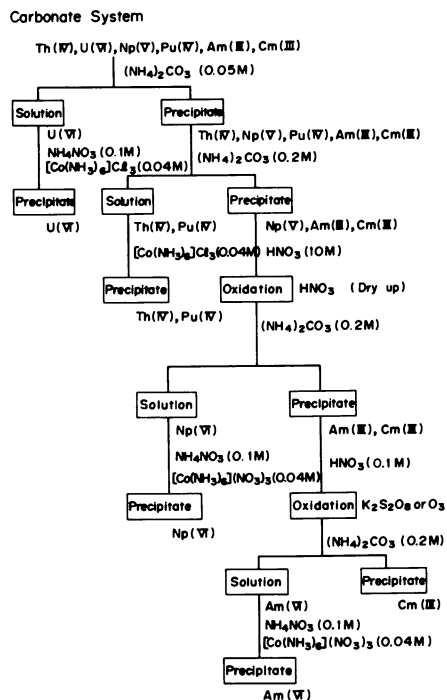 Carbonate System
Th(Ⅳ), U(Ⅵ), Np(Ⅴ), Pu(Ⅳ), Am(Ⅲ), Cm(Ⅲ)
(NH4)2CO3 (0.05M)
Solution
Precipitate
U(Ⅵ)
Th(Ⅳ), Np(Ⅴ), Pu(Ⅳ), Am(Ⅲ), Cm(Ⅲ)
NH4NO3 (0.1M)
[Co(NH3)6]Cl3 (0.04M)
(NH4)2CO3 (0.2M)
Precipitate
Solution
Precipitate
U(Ⅵ)
Th(Ⅳ), Pu(Ⅳ)
Np(Ⅴ), Am(Ⅲ), Cm(Ⅲ)
[Co(NH3)6]Cl3 (0.04M)
HNO3 (10M)
Precipitate
Oxidation
HNO3 (Dry up)
Th(Ⅳ), Pu(Ⅳ)
(NH4)2CO3 (0.2M)
Solution
Precipitate
Np(Ⅵ)
Am(Ⅲ), Cm(Ⅲ)
NH4NO3 (0.1M)
HNO3 (0.1M)
[Co(NH3)6](NO3)3 (0.04M)
Precipitate
Oxidation
K2S2O8 or O3
Np(Ⅵ)
(NH4)2CO3 (0.2M)
Solution
Precipitate
Am(Ⅵ)
Cm(Ⅲ)
NH4NO3 (0.1M)
[Co(NH3)6](NO3)3 (0.04M)
Precipitate
Am(Ⅵ)